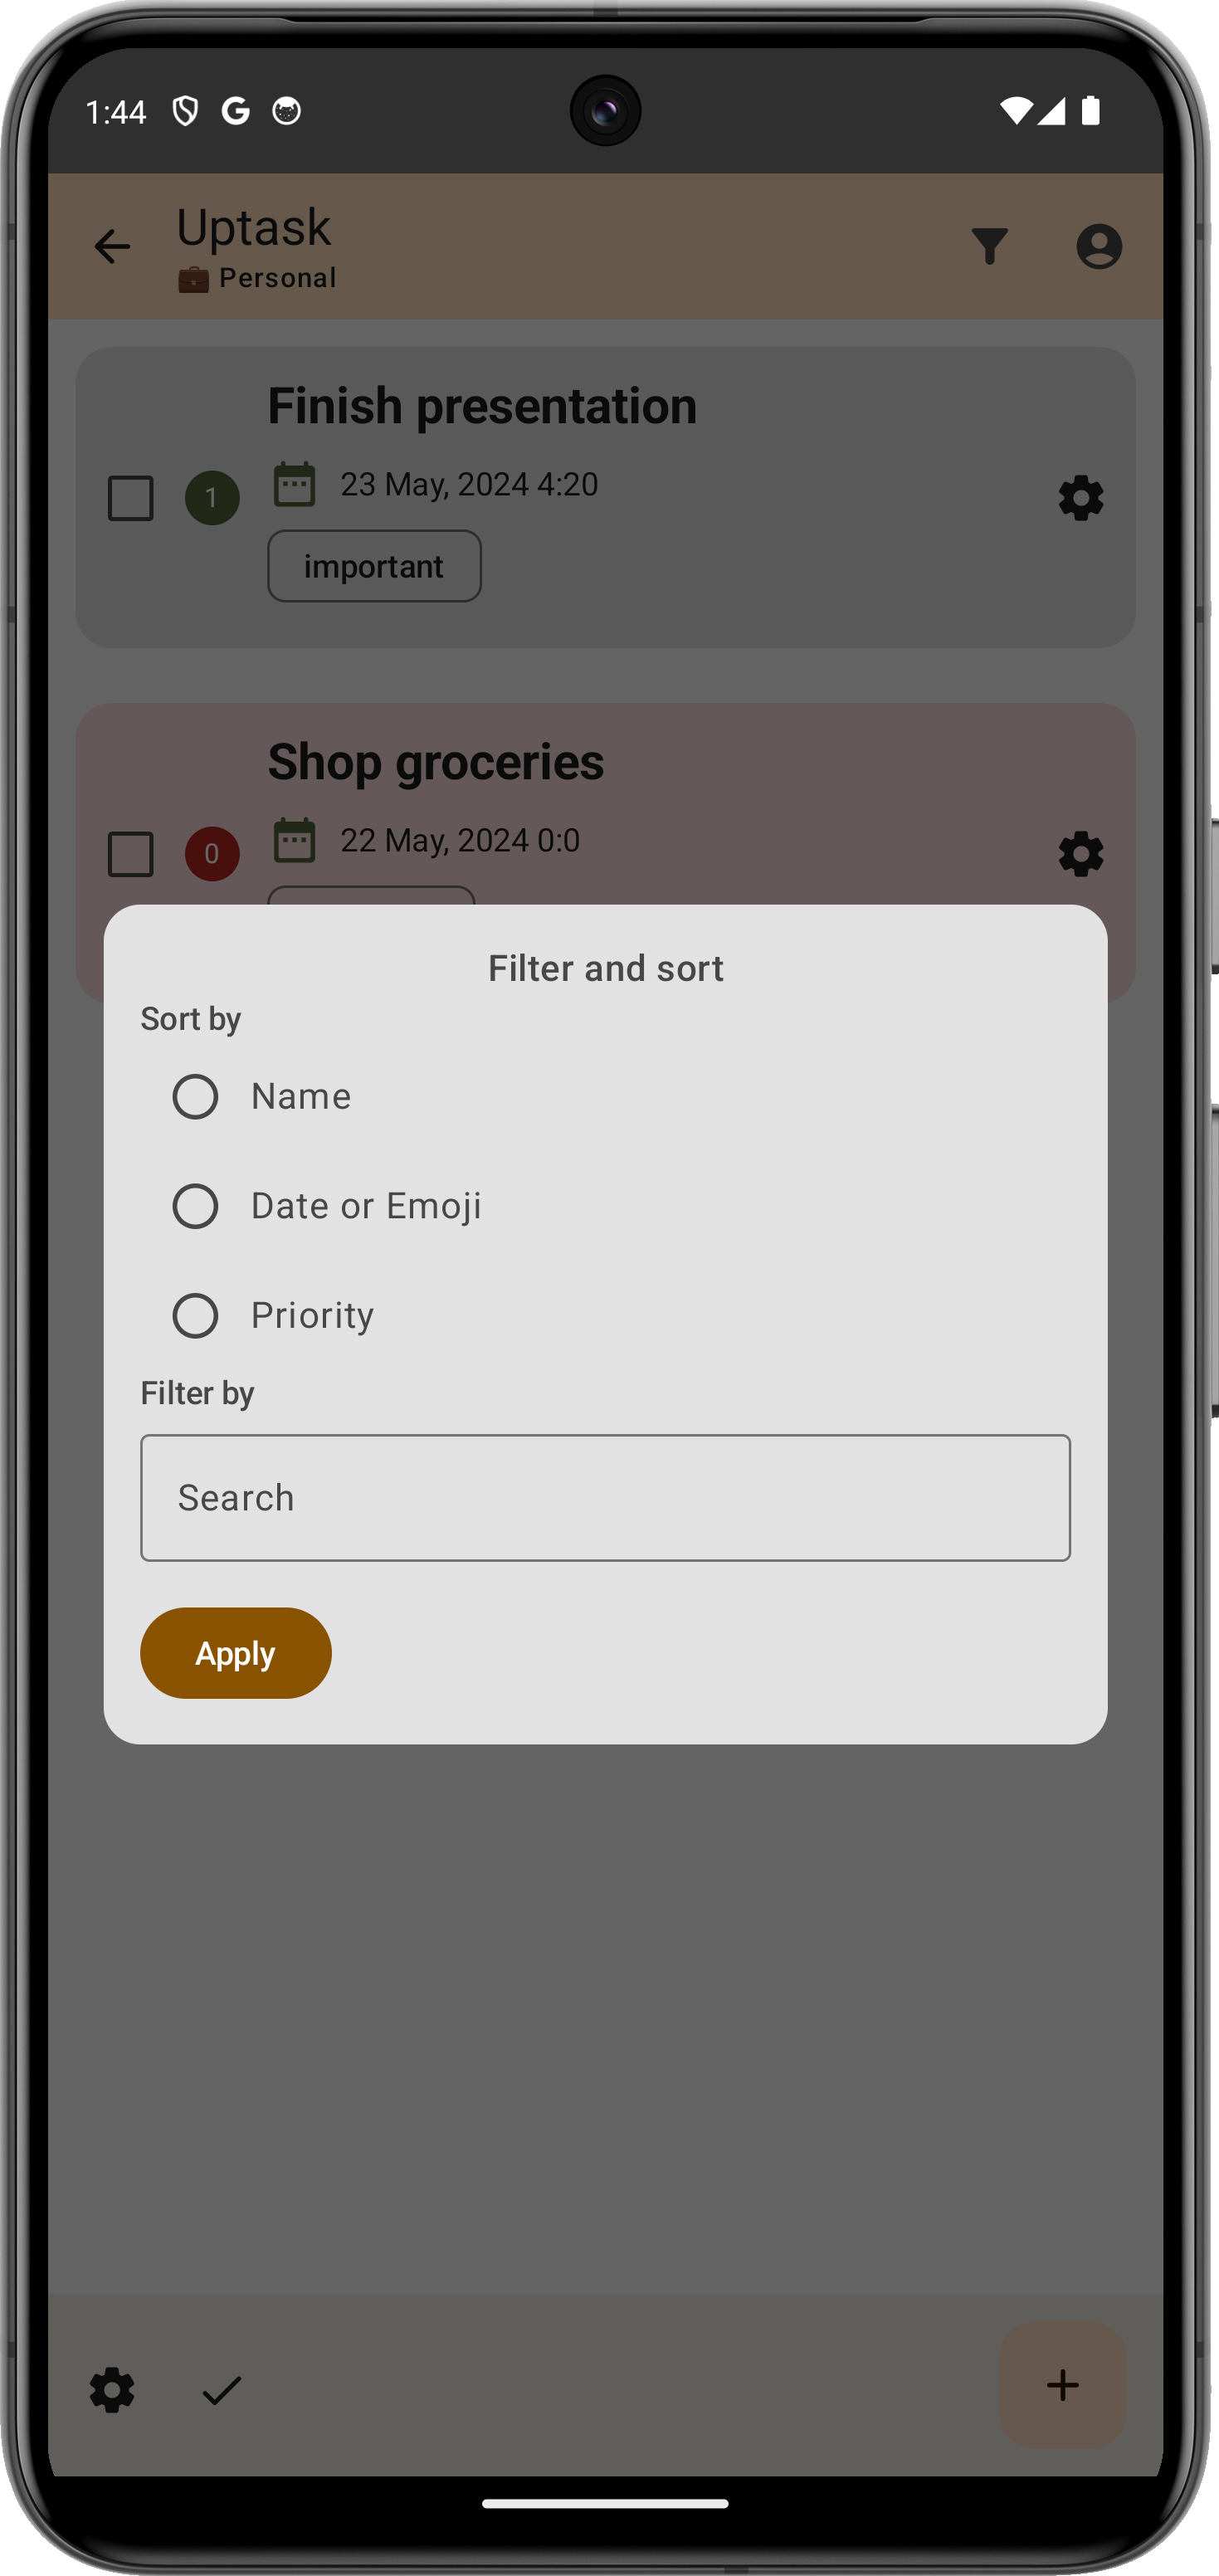 1:44
Uptask
💼 Personal
Finish presentation
1
23 May, 2024 4:20
important
Shop groceries
0
22 May, 2024 0:0
Filter and sort
Sort by
Name
Date or Emoji
Priority
Filter by
Search
Apply